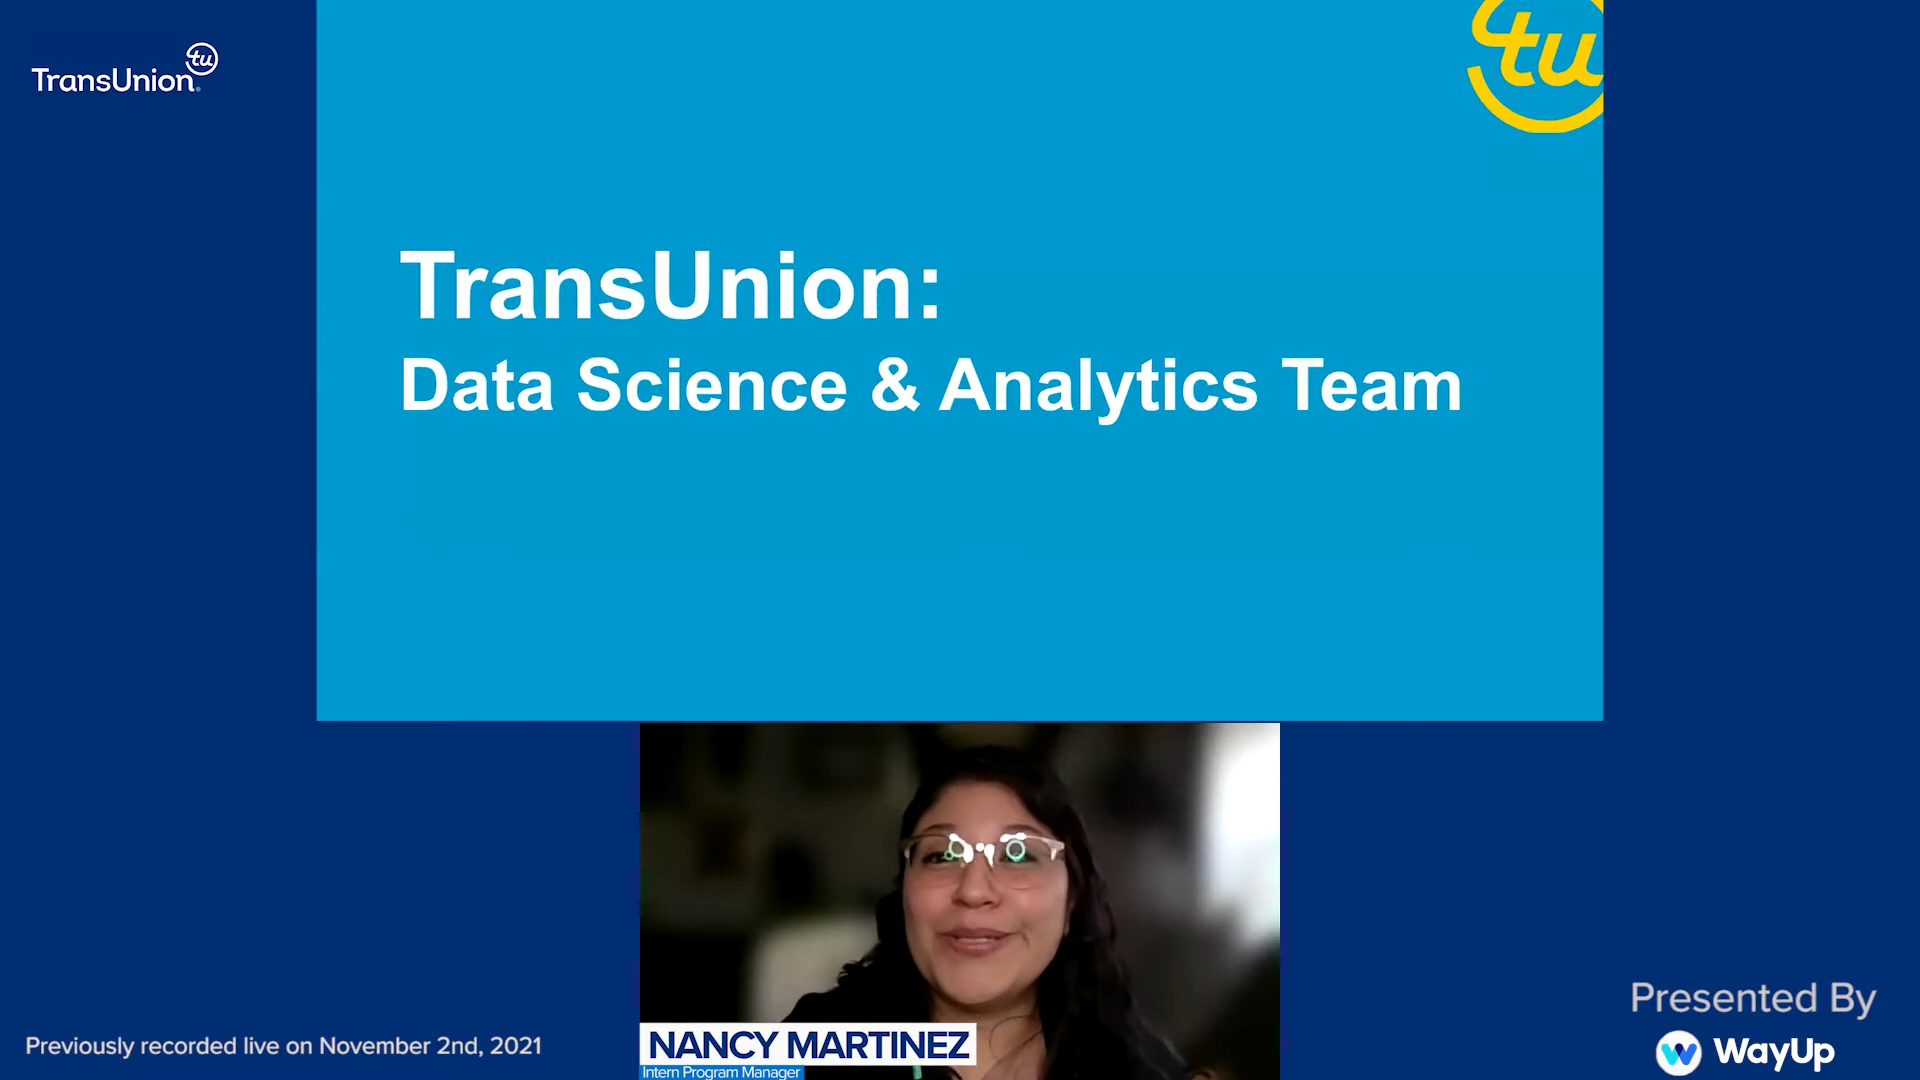 TransUnion
tu
tu
TransUnion:
Data Science & Analytics Team
NANCY MARTINEZ
Intern Program Manager
Previously recorded live on November 2nd, 2021
Presented By
WayUp